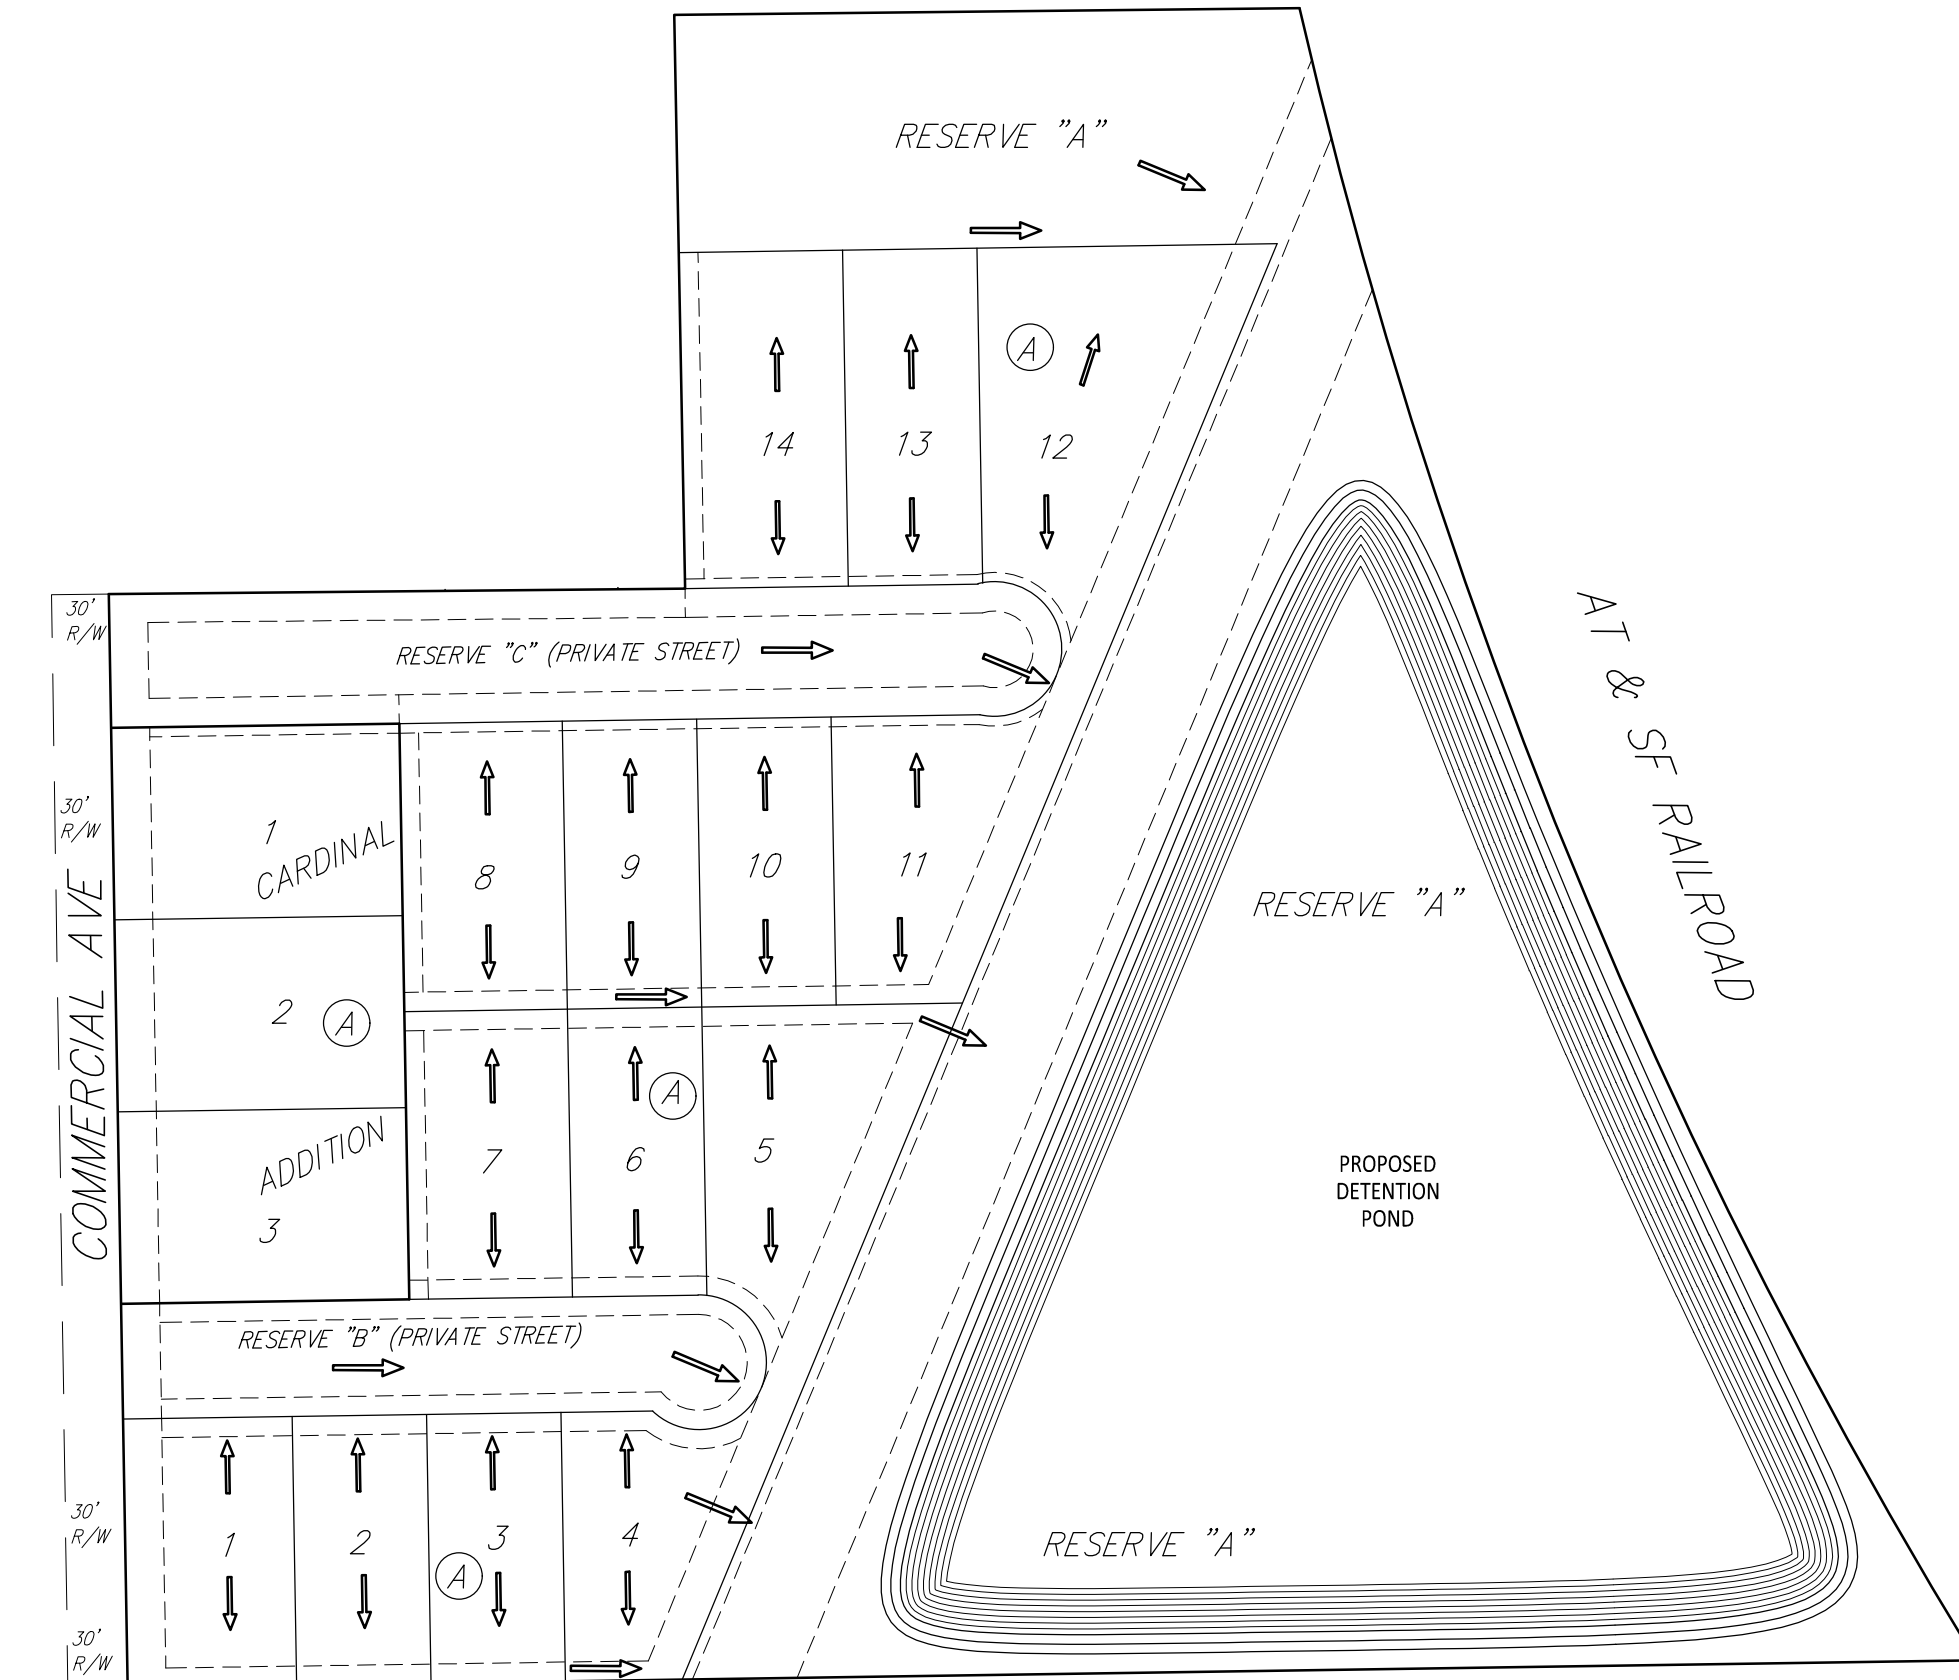 RESERVE "A"
A
14
13
12
30'
R/W
RESERVE "C" (PRIVATE STREET)
AT & SF RAILROAD
30'
R/W
1
CARDINAL
8
9
10
11
RESERVE "A"
COMMERCIAL AVE
2
A
A
ADDITION
3
7
6
5
PROPOSED
DETENTION
POND
RESERVE "B" (PRIVATE STREET)
30'
R/W
1
2
3
4
A
RESERVE "A"
30'
R/W